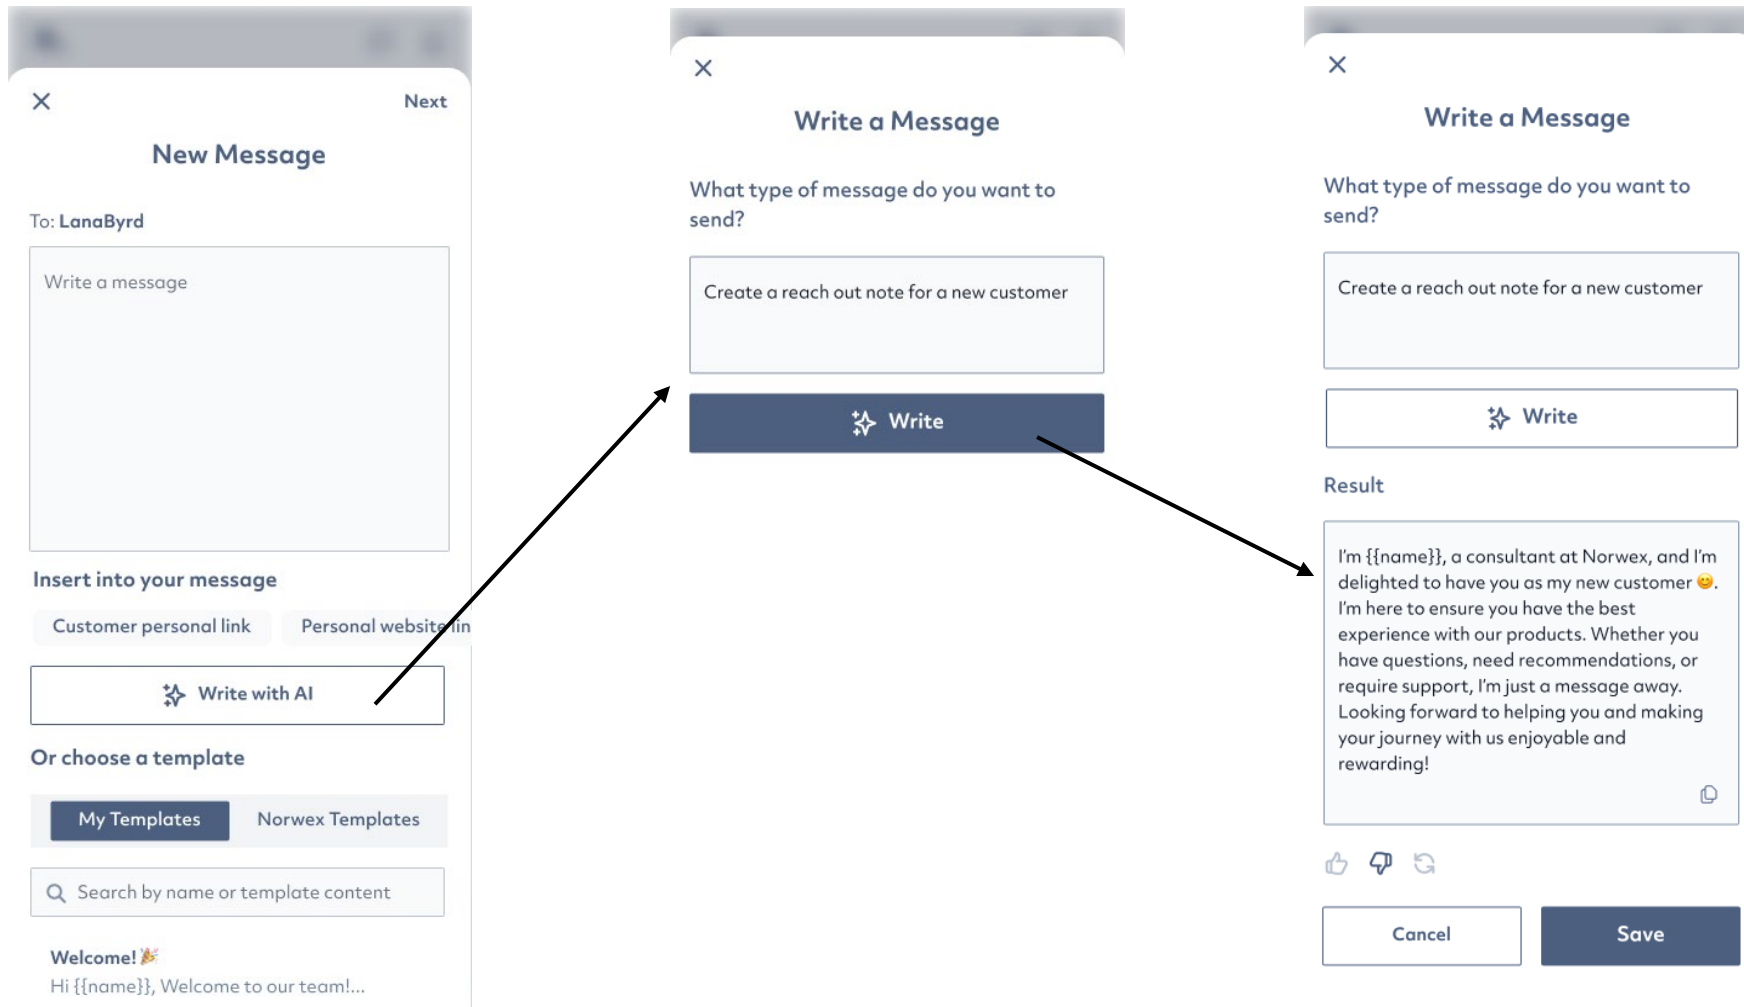 Next
New Message
To: LanaByrd
Write a message
Insert into your message
Customer personal link
Personal website lin
Write with AI
Or choose a template
My Templates
Norwex Templates
Search by name or template content
Welcome! 🎉
Hi {{name}}, Welcome to our team!...
Write a Message
What type of message do you want to
send?
Create a reach out note for a new customer
Write
Write a Message
What type of message do you want to
send?
Create a reach out note for a new customer
Write
Result
I'm {{name}}, a consultant at Norwex, and I'm
delighted to have you as my new customer 😊.
I'm here to ensure you have the best
experience with our products. Whether you
have questions, need recommendations, or
require support, I'm just a message away.
Looking forward to helping you and making
your journey with us enjoyable and
rewarding!
Cancel
Save